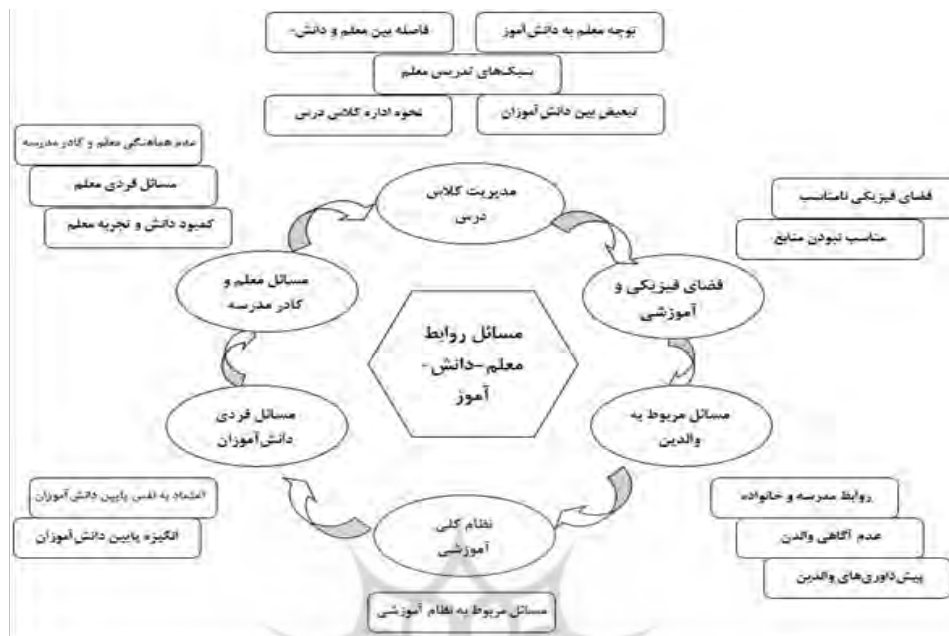 توجه معلم به دانش‌آموز
فاصله بین معلم و دانش-
سبک‌های تدریس معلم
تبعیض بین دانش‌آموزان
نحوه اداره کلاس درس
مدیریت کلاس
درس
فضای فیزیکی نامناسب
مناسب نبودن منابع
فضای فیزیکی و
آموزشی
مسائل مربوط به
والدین
روابط مدرسه و خانواده
عدم آگاهی والدن
پیش‌داوری‌های والدین
نظام کلی
آموزشی
مسائل مربوط به نظام آموزشی
مسائل فردی
دانش‌آموزان
اعتماد به نفس پایین دانش‌آموزان
انگیزه پایین دانش‌آموزان
مسائل معلم و
کادر مدرسه
عدم هماهنگی معلم و کادر مدرسه
مسائل فردی معلم
کمبود دانش و تجربه معلم
مسائل روابط
معلم-دانش-
آموز